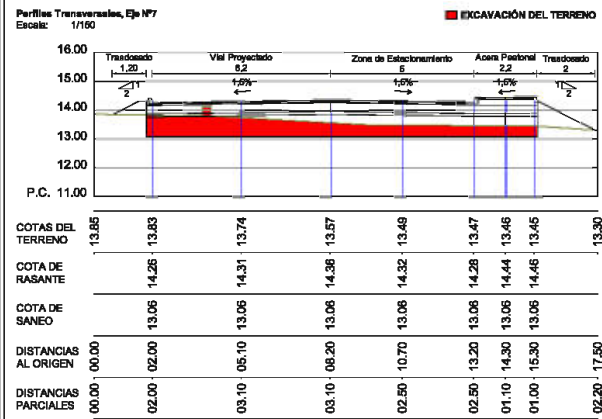 Perfiles Transversales, Eje Nº7
Escala: 1/150
EXCAVACIÓN DEL TERRENO
16.00
15.00
14.00
13.00
12.00
P.C. 11.00
Trasdosado Vial Proyectado Zona de Estacionamiento Acera Peatonal Trasdosado
1,20 6,2 5 2,2 2
1 2 1,5% 1,5% 1,5% 1 2
COTAS DEL TERRENO 13.85 13.83 13.74 13.57 13.49 13.47 13.46 13.45 13.30
COTA DE RASANTE 14.26 14.31 14.36 14.32 14.28 14.44 14.46
COTA DE SANEO 13.06 13.06 13.06 13.06 13.06 13.06 13.06
DISTANCIAS AL ORIGEN 00.00 02.00 05.10 08.20 10.70 13.20 14.30 15.30 17.50
DISTANCIAS PARCIALES 00.00 02.00 03.10 03.10 02.50 02.50 01.10 01.00 02.20